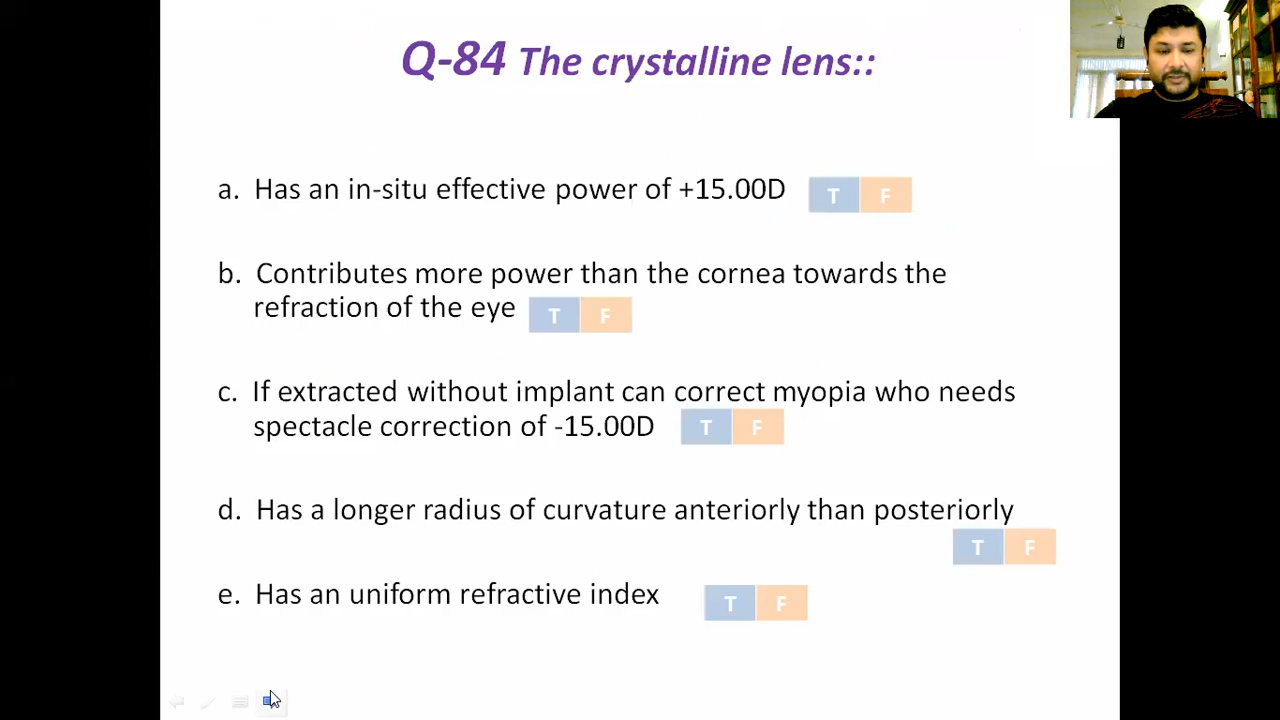 Q-84 The crystalline lens::
a. Has an in-situ effective power of +15.00D T F
b. Contributes more power than the cornea towards the
refraction of the eye T F
c. If extracted without implant can correct myopia who needs
spectacle correction of -15.00D T F
d. Has a longer radius of curvature anteriorly than posteriorly
T F
e. Has an uniform refractive index T F